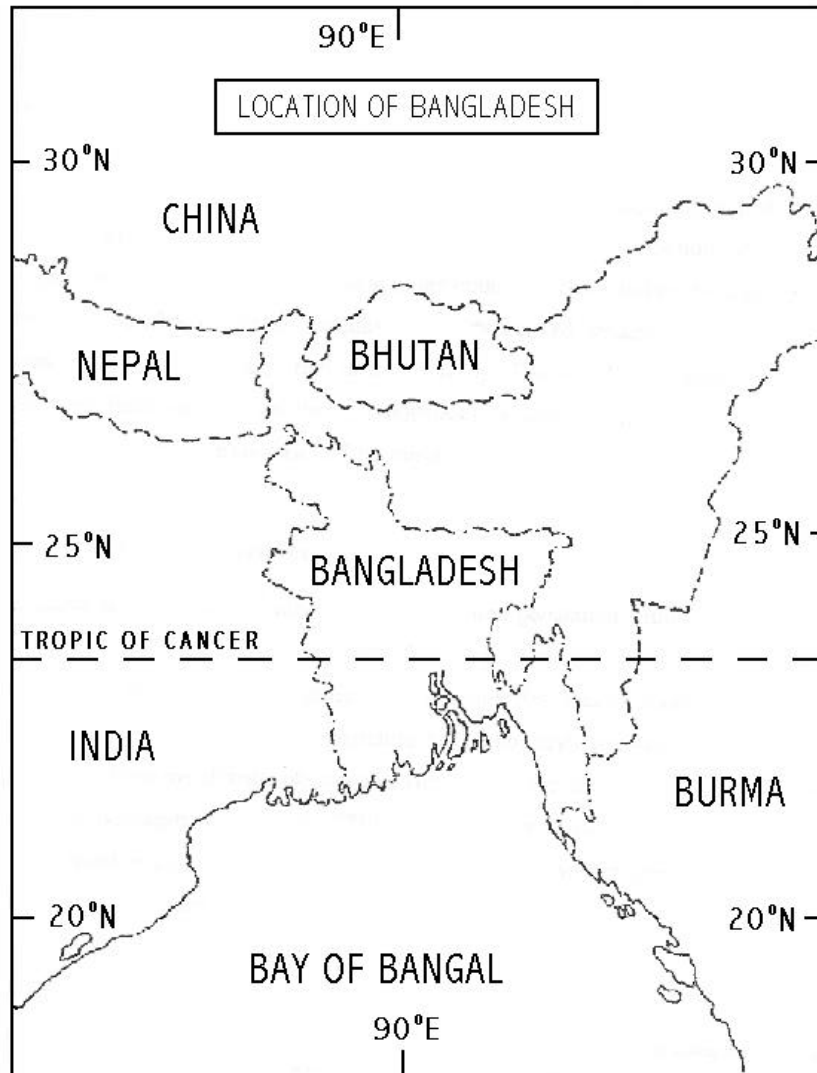 90°E
LOCATION OF BANGLADESH
30°N 30°N
CHINA
NEPAL BHUTAN
25°N 25°N
BANGLADESH
TROPIC OF CANCER
INDIA
BURMA
20°N 20°N
BAY OF BANGAL
90°E